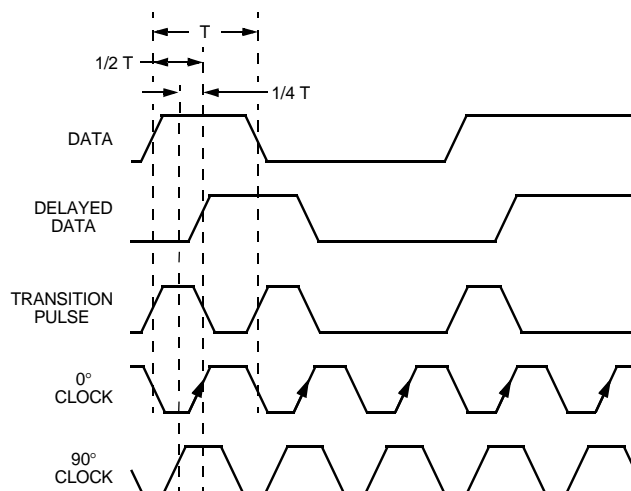 T
1/2 T
1/4 T
DATA
DELAYED
DATA
TRANSITION
PULSE
0°
CLOCK
90°
CLOCK